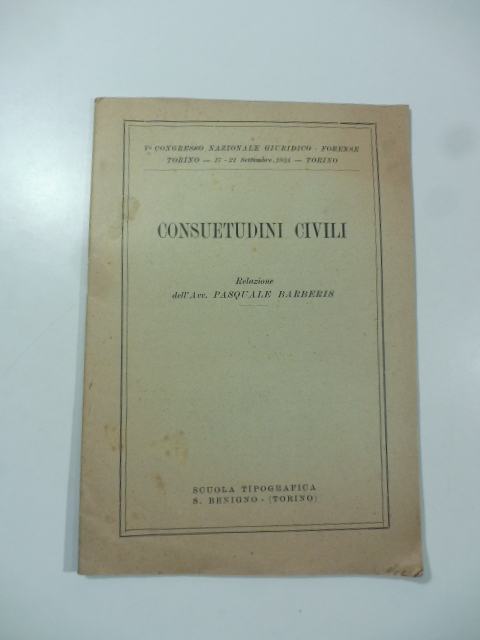 CONGRESSO NAZIONALE GIURIDICO - FORENSE
TORINO — 17 - 21 Settembre — TORINO
CONSUETUDINI CIVILI
Relazione
dell'Avv. PASQUALE BARBERIS
SCUOLA TIPOGRAFICA
S. BENIGNO - (TORINO)